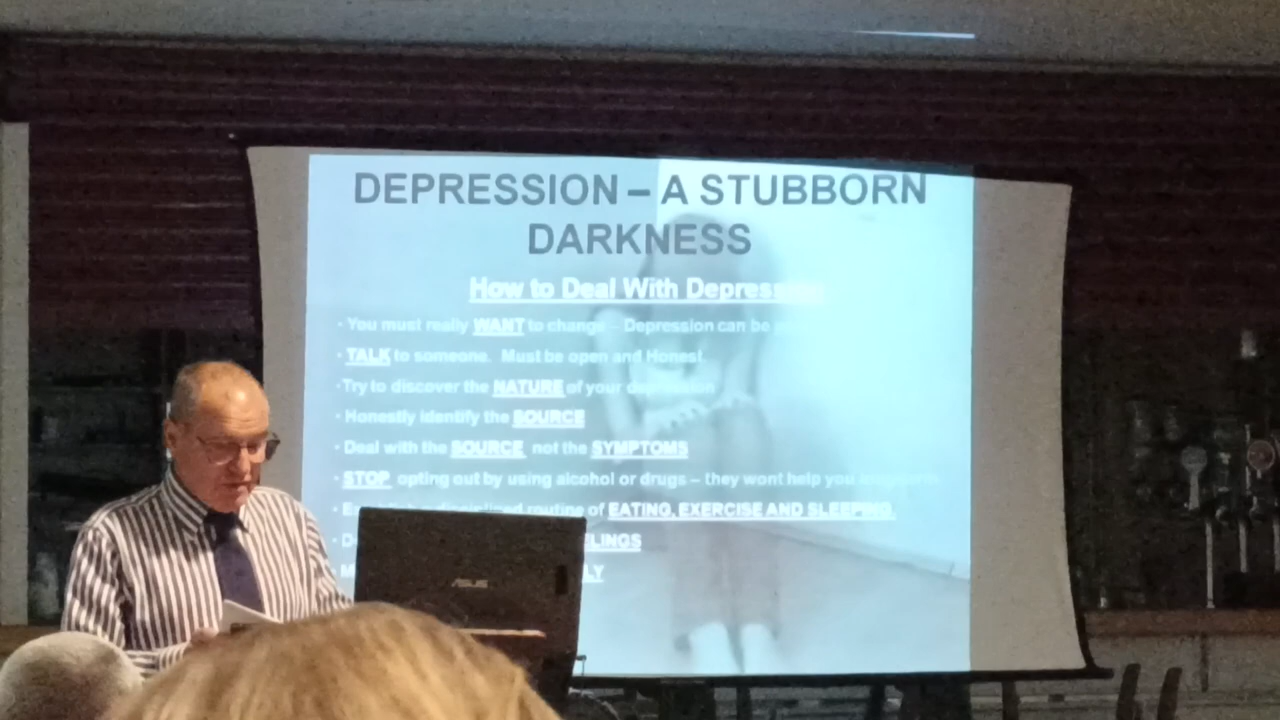 DEPRESSION – A STUBBORN
DARKNESS
How to Deal With Depress
• You must really WANT to change – Depression can be
• TALK to someone. Must be open and Honest.
• Try to discover the NATURE of your depression
• Honestly identify the SOURCE
• Deal with the SOURCE not the SYMPTOMS
• STOP opting out by using alcohol or drugs – they wont help you
• routine of EATING, EXERCISE AND SLEEPING.
•
•
ASUS